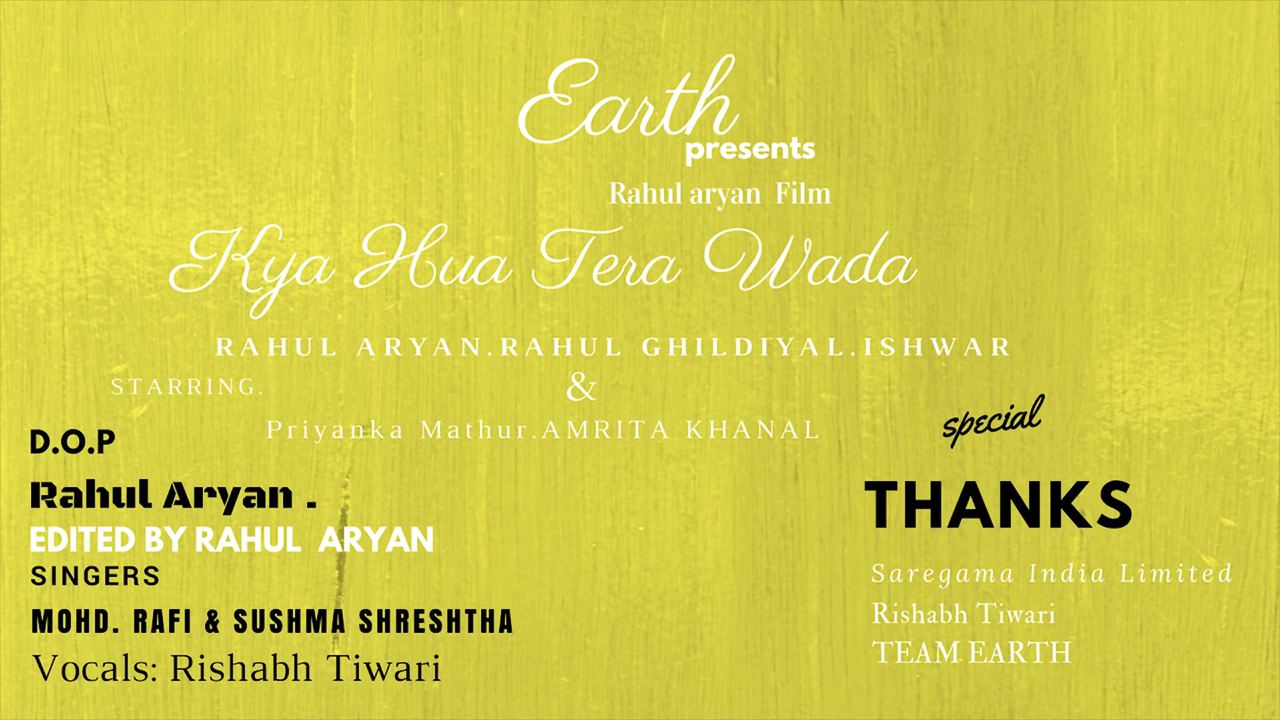 Earth
presents
Rahul aryan Film
Kya Hua Tera Wada
RAHUL ARYAN.RAHUL GHILDIYAL.ISHWAR
STARRING.
&
Priyanka Mathur.AMRITA KHANAL
D.O.P
Rahul Aryan .
EDITED BY RAHUL ARYAN
SINGERS
MOHD. RAFI & SUSHMA SHRESHTHA
Vocals: Rishabh Tiwari
special
THANKS
Saregama India Limited
Rishabh Tiwari
TEAM EARTH